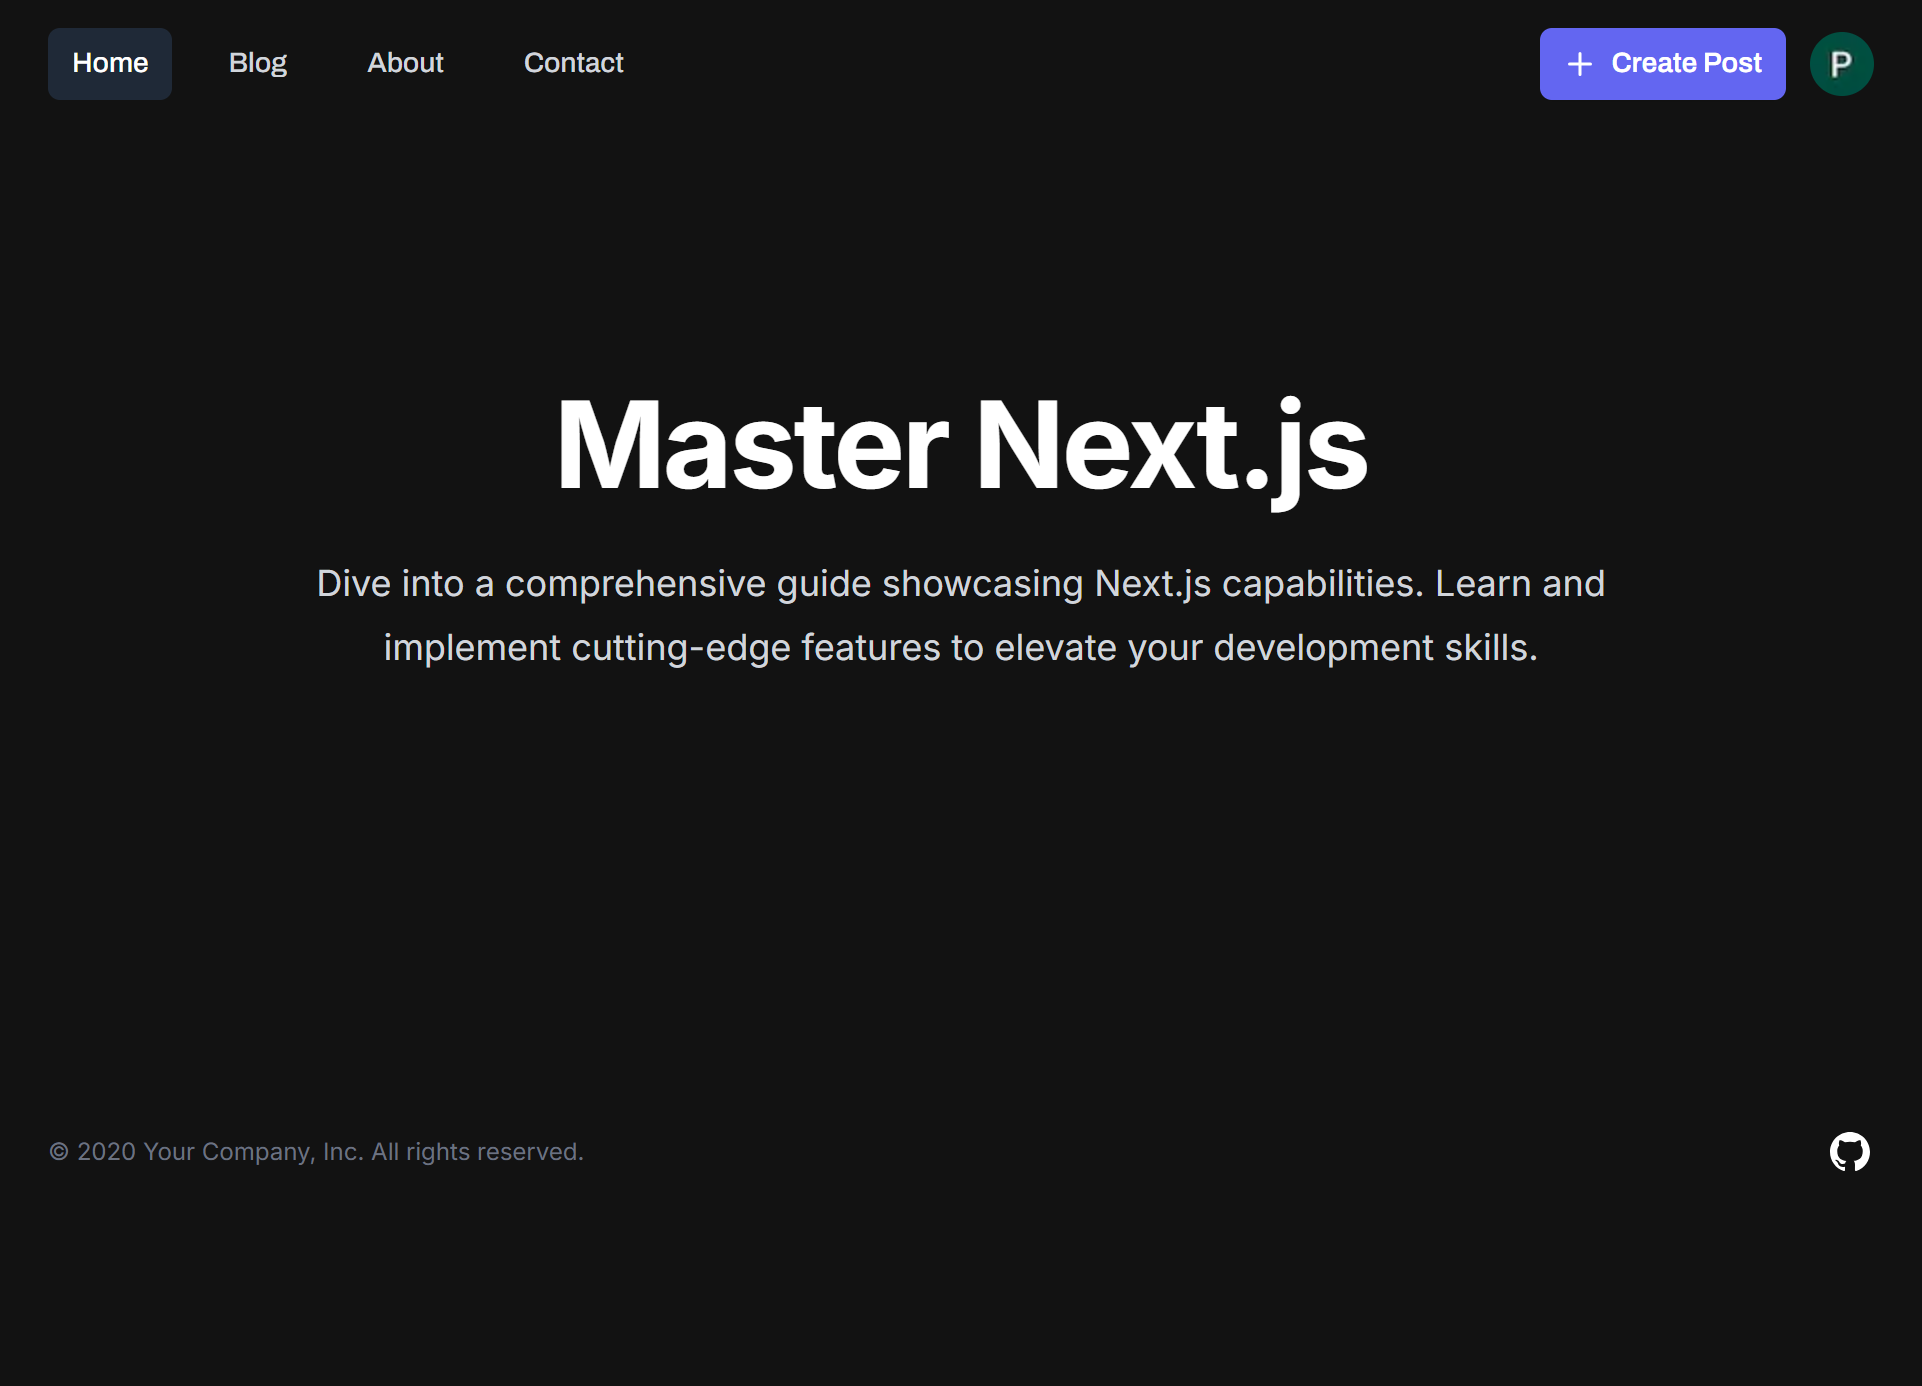 Home Blog About Contact + Create Post P
Master Next.js
Dive into a comprehensive guide showcasing Next.js capabilities. Learn and
implement cutting-edge features to elevate your development skills.
© 2020 Your Company, Inc. All rights reserved.